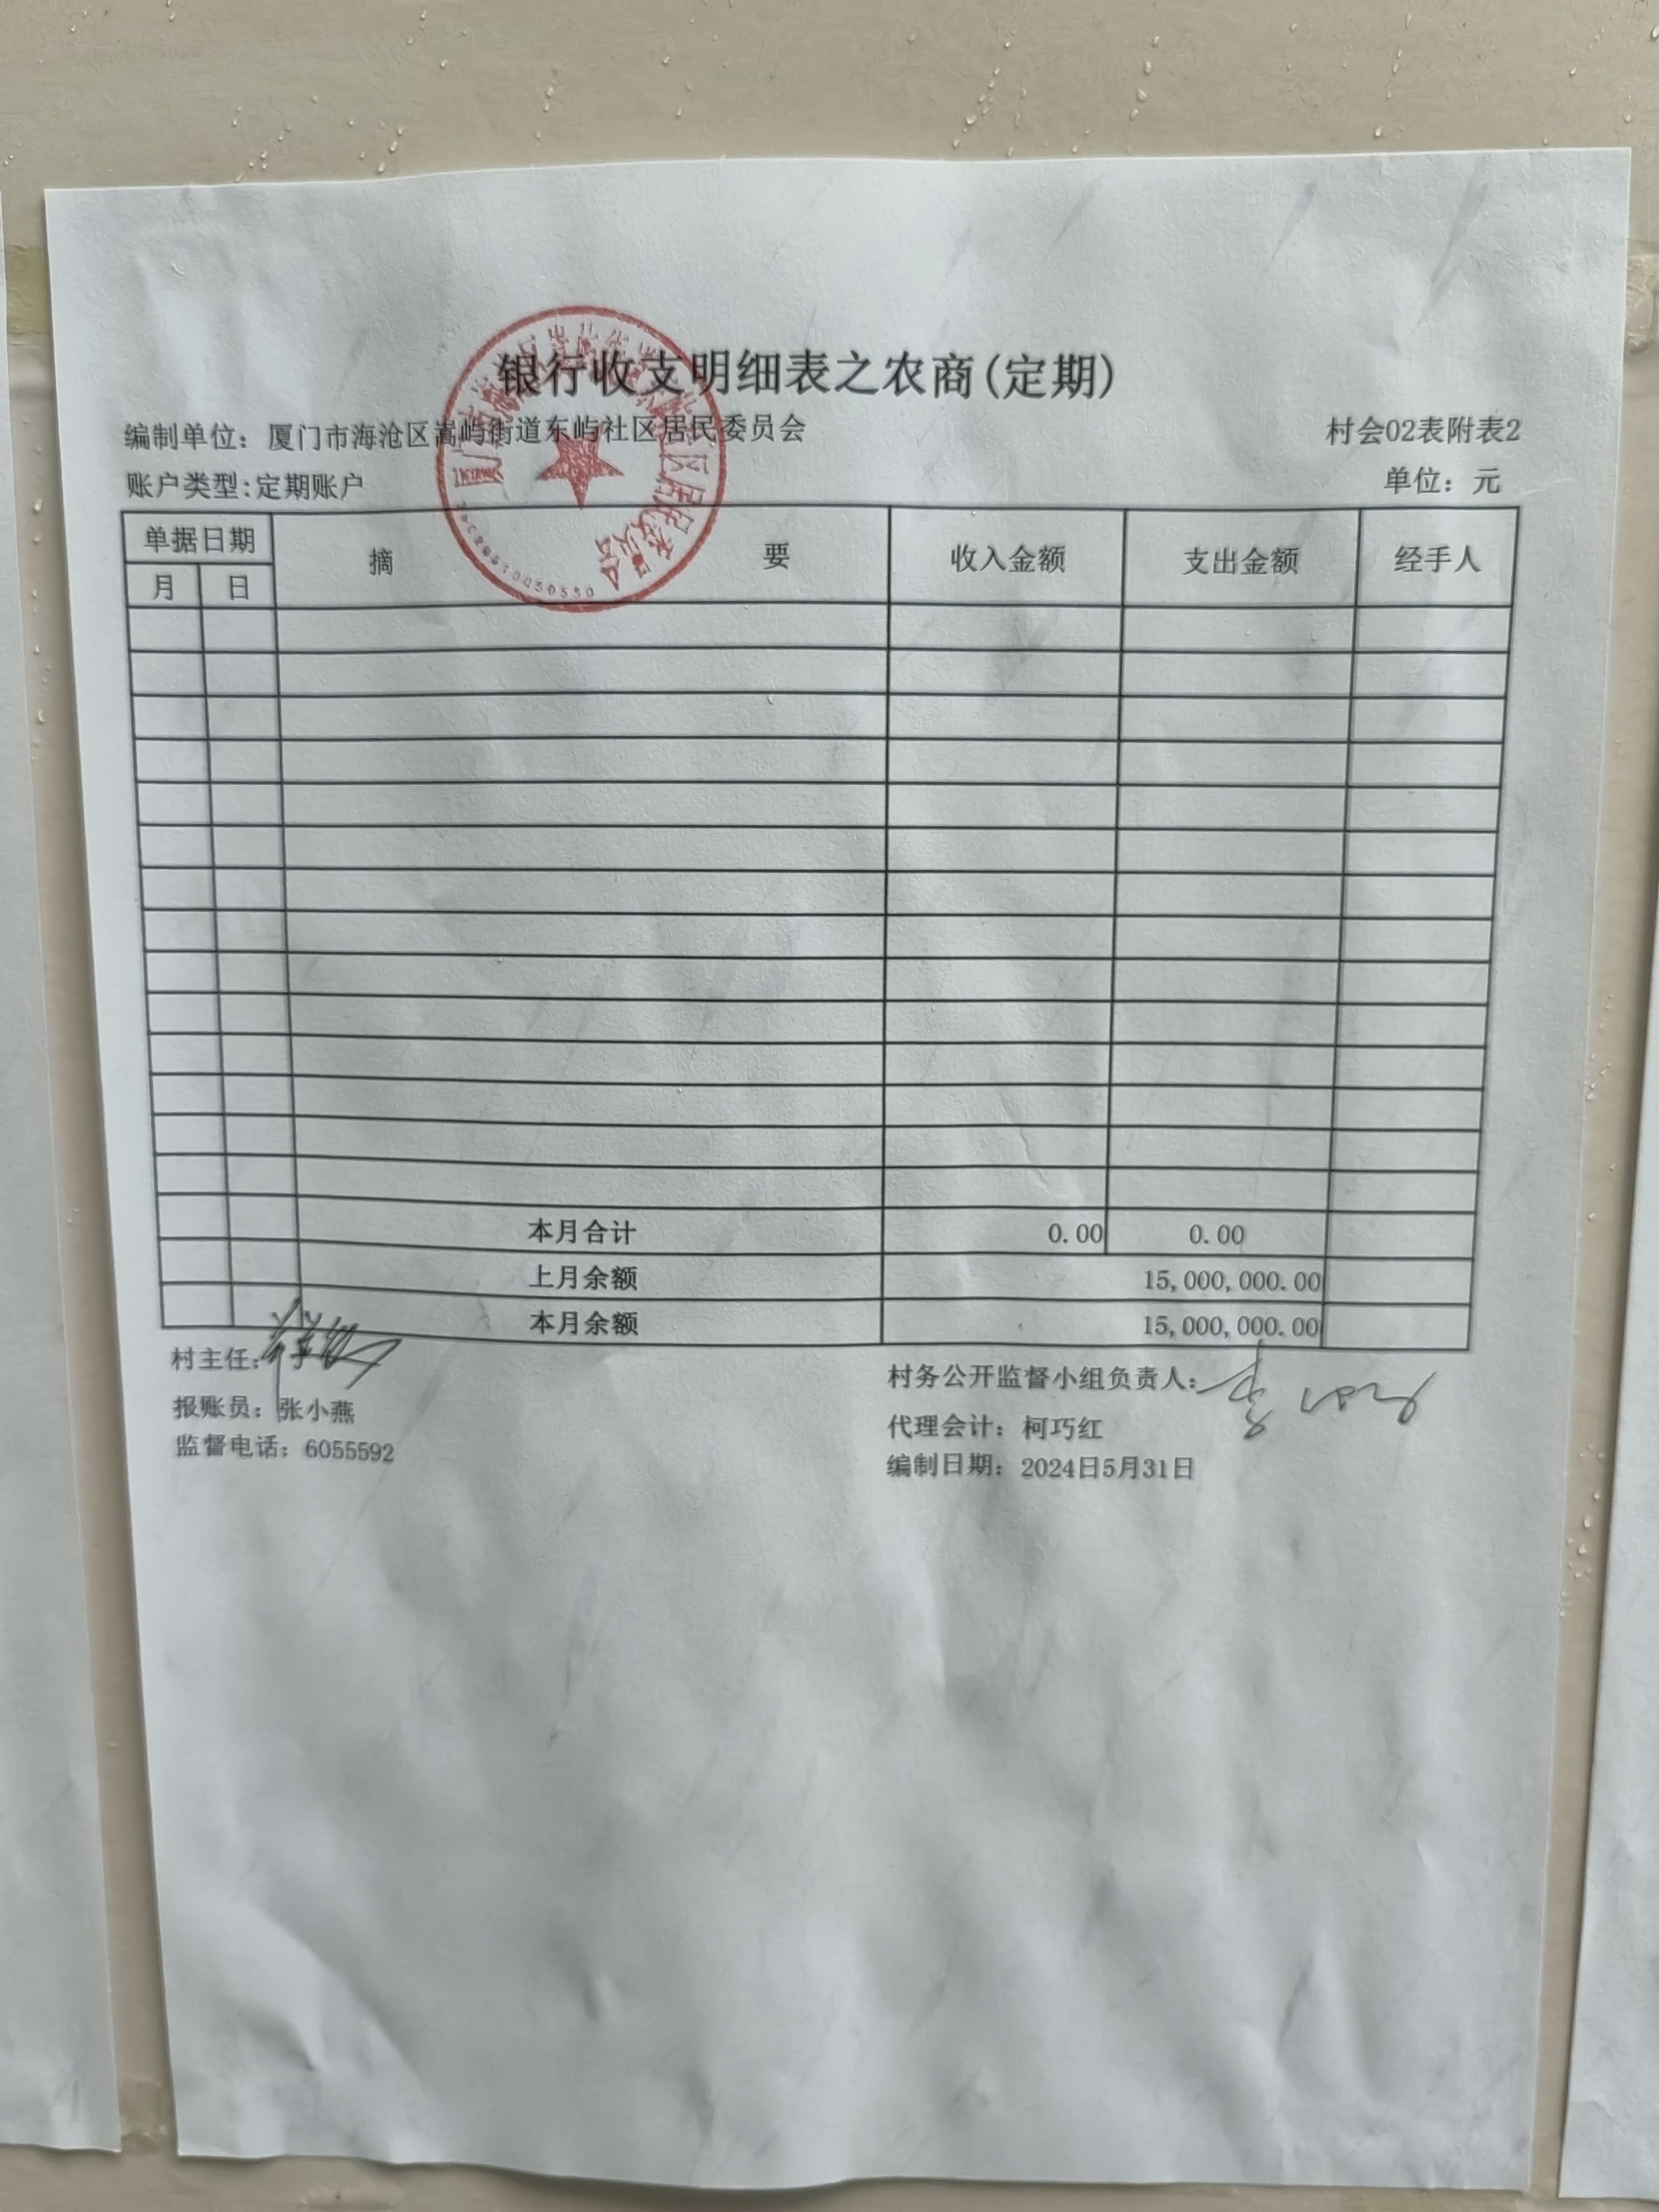 银行收支明细表之农商(定期)
编制单位：厦门市海沧区嵩屿街道东屿社区居民委员会 村会02表附表2
账户类型:定期账户 单位：元
单据日期 摘 要 收入金额 支出金额 经手人
月 日
本月合计 0.00 0.00
上月余额 15,000,000.00
本月余额 15,000,000.00
村主任： 村务公开监督小组负责人：
报账员：张小燕 代理会计：柯巧红
监督电话：6055592 编制日期：2024日5月31日